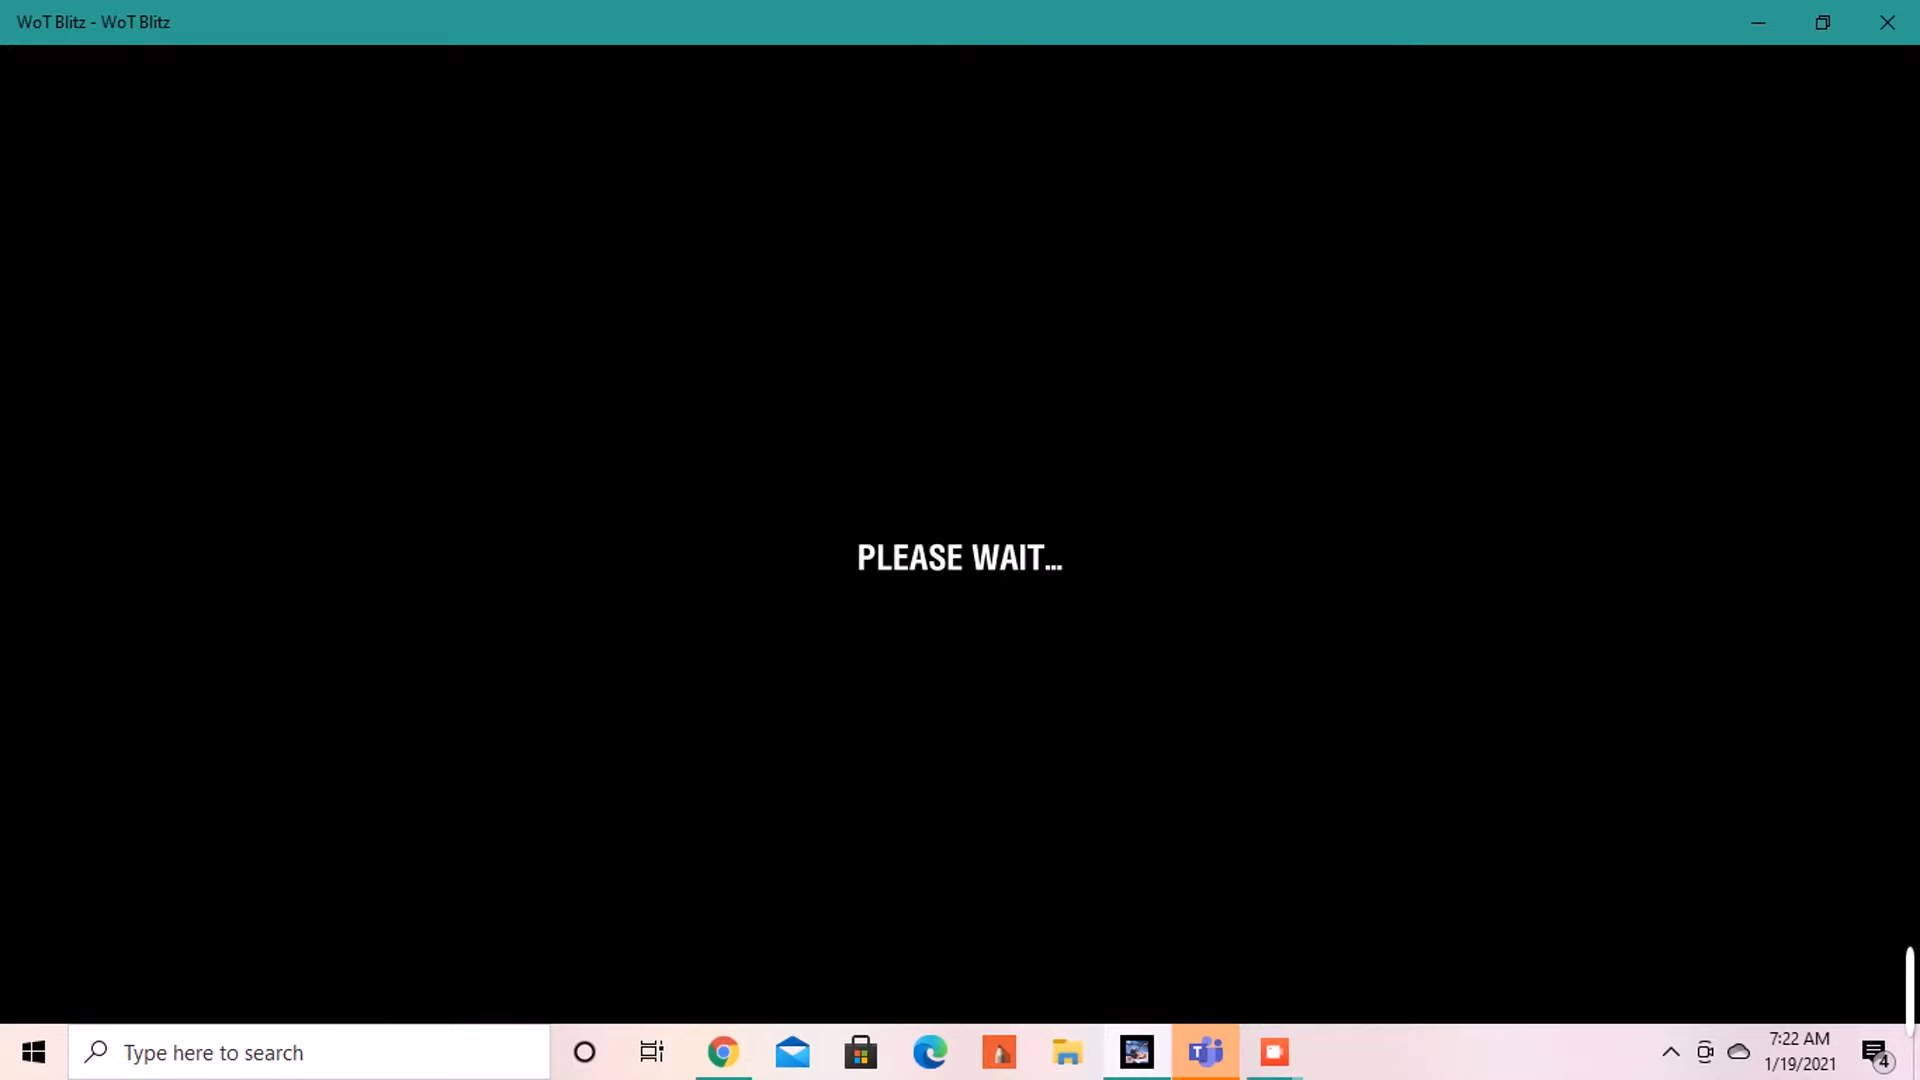 WoT Blitz - WoT Blitz
PLEASE WAIT...
Type here to search
7:22 AM
1/19/2021
4